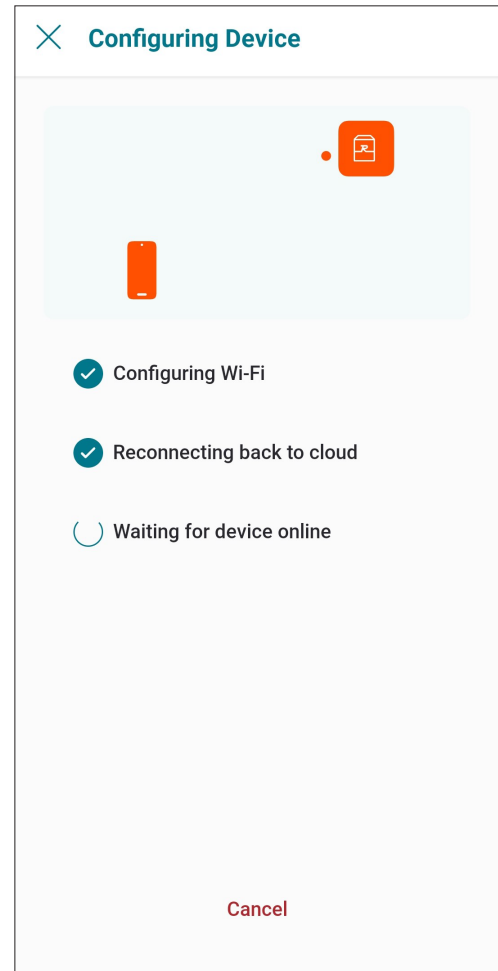 Configuring Device
Configuring Wi-Fi
Reconnecting back to cloud
Waiting for device online
Cancel